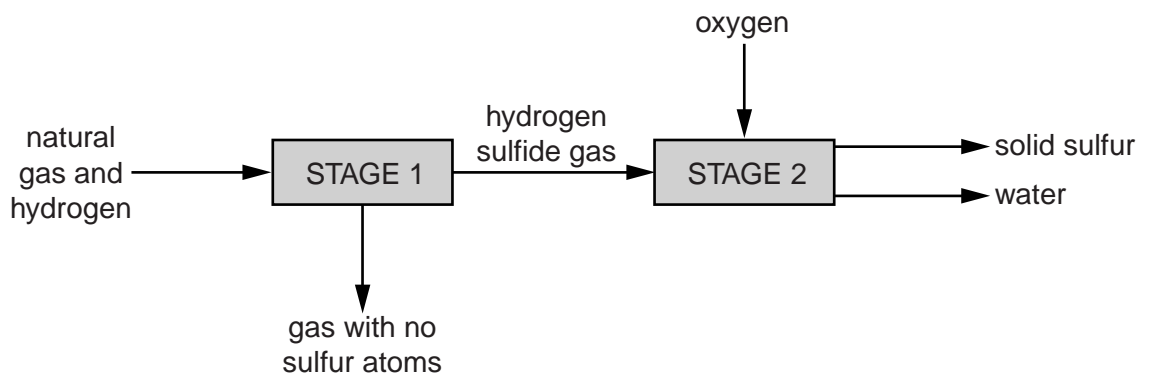 oxygen
natural
gas and
hydrogen
STAGE 1
hydrogen
sulfide gas
STAGE 2
solid sulfur
water
gas with no
sulfur atoms